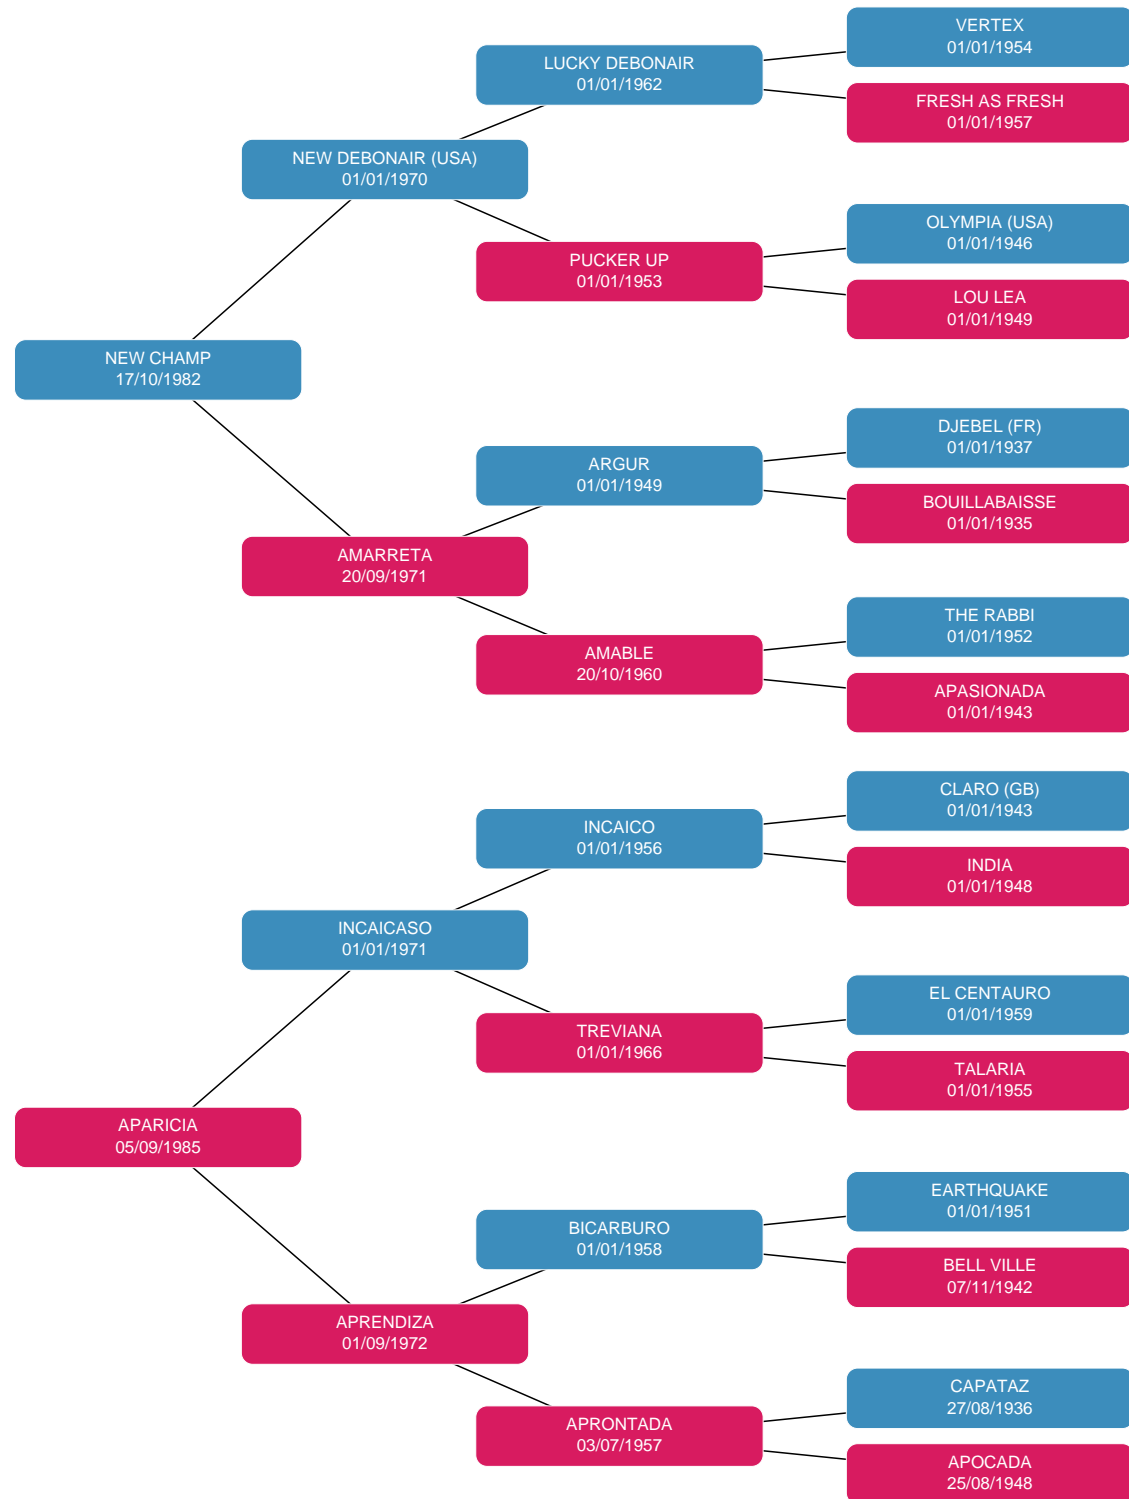 VERTEX
01/01/1954
LUCKY DEBONAIR
01/01/1962
FRESH AS FRESH
01/01/1957
NEW DEBONAIR (USA)
01/01/1970
OLYMPIA (USA)
01/01/1946
PUCKER UP
01/01/1953
LOU LEA
01/01/1949
NEW CHAMP
17/10/1982
DJEBEL (FR)
01/01/1937
ARGUR
01/01/1949
BOUILLABAISSE
01/01/1935
AMARRETA
20/09/1971
THE RABBI
01/01/1952
AMABLE
20/10/1960
APASIONADA
01/01/1943
CLARO (GB)
01/01/1943
INCAICO
01/01/1956
INDIA
01/01/1948
INCAICASO
01/01/1971
EL CENTAURO
01/01/1959
TREVIANA
01/01/1966
TALARIA
01/01/1955
APARICIA
05/09/1985
EARTHQUAKE
01/01/1951
BICARBURO
01/01/1958
BELL VILLE
07/11/1942
APRENDIZA
01/09/1972
CAPATAZ
27/08/1936
APRONTADA
03/07/1957
APOCADA
25/08/1948